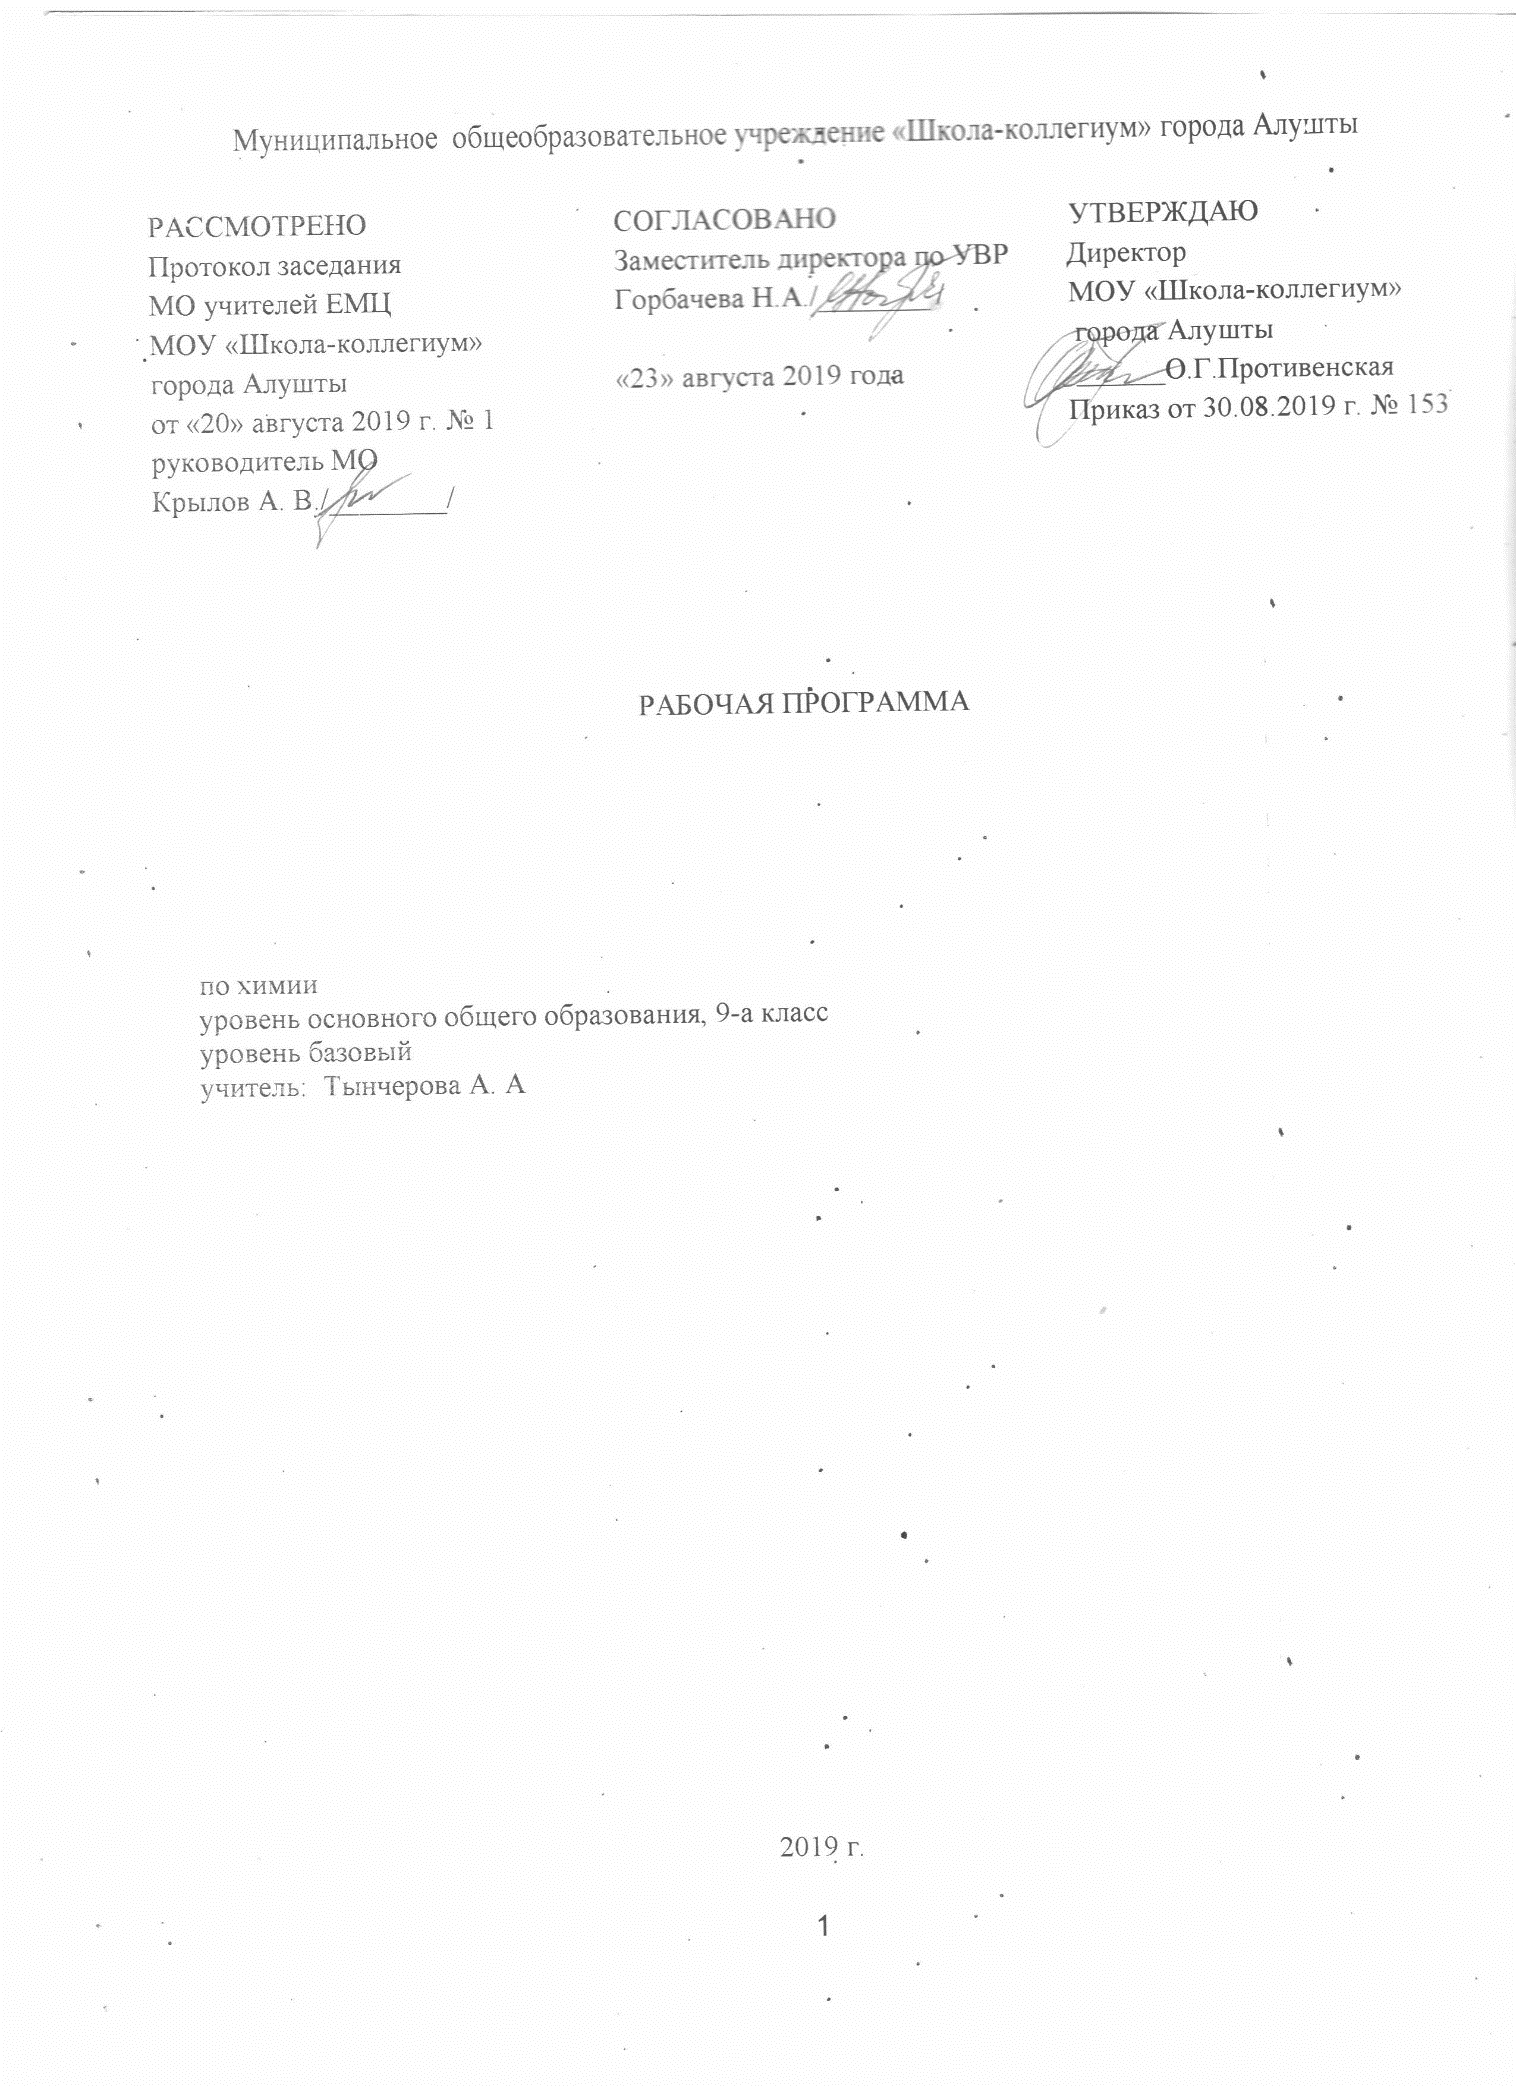 Муниципальное общеобразовательное учреждение «Школа-коллегиум» города Алушты
РАССМОТРЕНО
Протокол заседания
МО учителей ЕМЦ
МОУ «Школа-коллегиум»
города Алушты
от «20» августа 2019 г. № 1
руководитель МО
Крылов А. В./________/
СОГЛАСОВАНО
Заместитель директора по УВР
Горбачева Н.А./________
«23» августа 2019 года
УТВЕРЖДАЮ
Директор
МОУ «Школа-коллегиум»
города Алушты
______О.Г.Противенская
Приказ от 30.08.2019 г. № 153
РАБОЧАЯ ПРОГРАММА
по химии
уровень основного общего образования, 9-а класс
уровень базовый
учитель: Тынчерова А. А
2019 г.
1